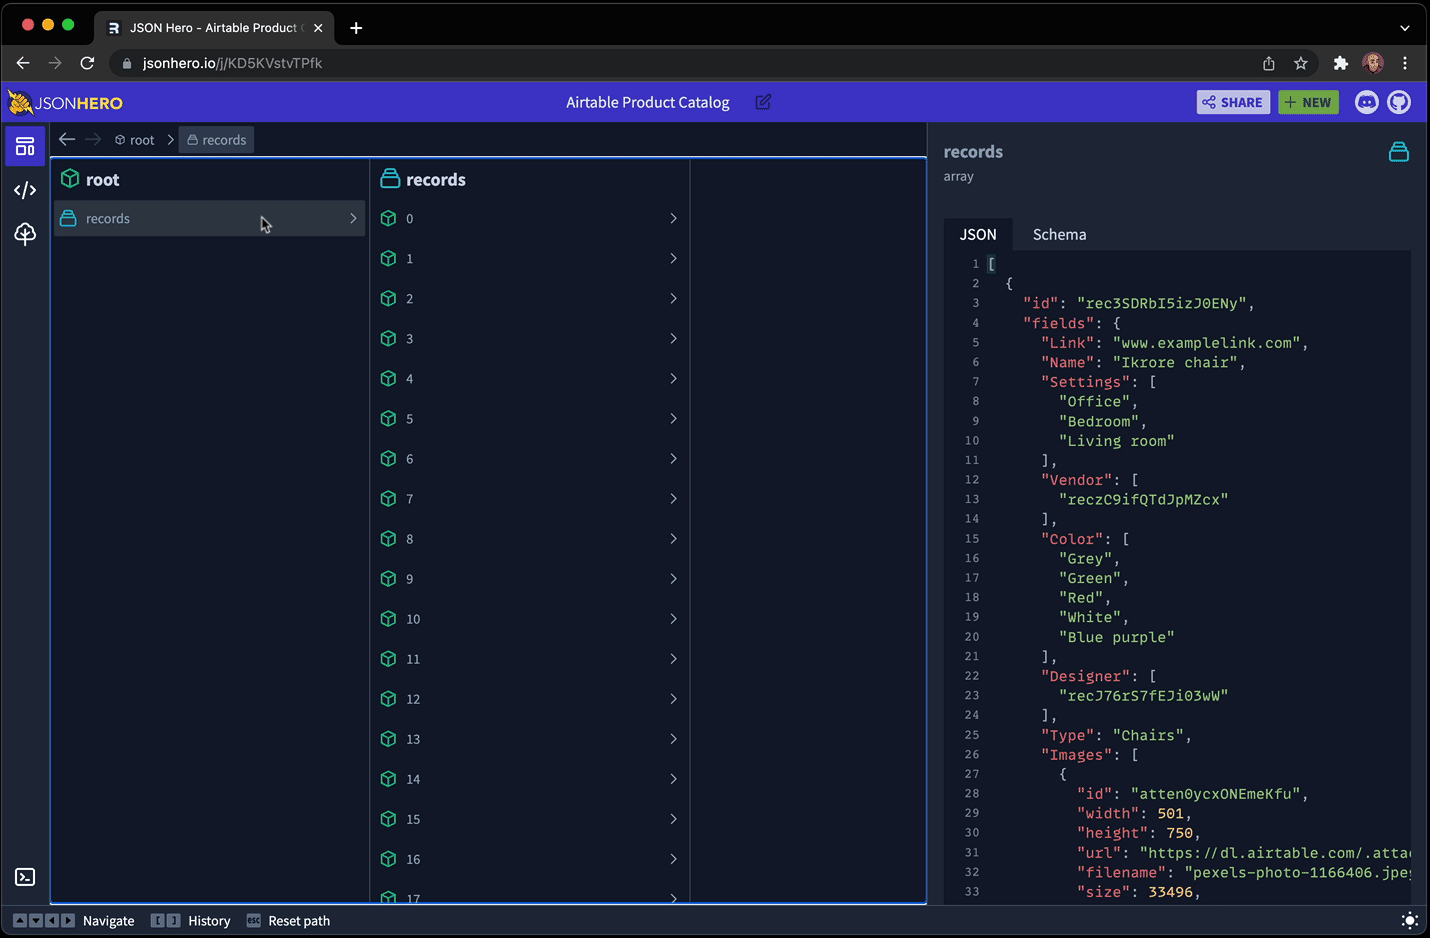 JSON Hero - Airtable Product
jsonhero.io/j/KD5KVstvTPfk
JSONHERO
Airtable Product Catalog
SHARE
NEW
root
records
root
records
records
0
1
2
3
4
5
6
7
8
9
10
11
12
13
14
15
16
17
records
array
JSON
Schema
1 [
2 {
3 "id": "rec3SDRbI5izJ0ENy",
4 "fields": {
5 "Link": "www.examplelink.com",
6 "Name": "Ikrore chair",
7 "Settings": [
8 "Office",
9 "Bedroom",
10 "Living room"
11 ],
12 "Vendor": [
13 "reczC9ifQTdJpMZcx"
14 ],
15 "Color": [
16 "Grey",
17 "Green",
18 "Red",
19 "White",
20 "Blue purple"
21 ],
22 "Designer": [
23 "recJ76rS7fEJi03wW"
24 ],
25 "Type": "Chairs",
26 "Images": [
27 {
28 "id": "atten0ycxONEmeKfu",
29 "width": 501,
30 "height": 750,
31 "url": "https://dl.airtable.com/.attac
32 "filename": "pexels-photo-1166406.jpeg
33 "size": 33496,
[ ]
esc
Navigate
History
Reset path